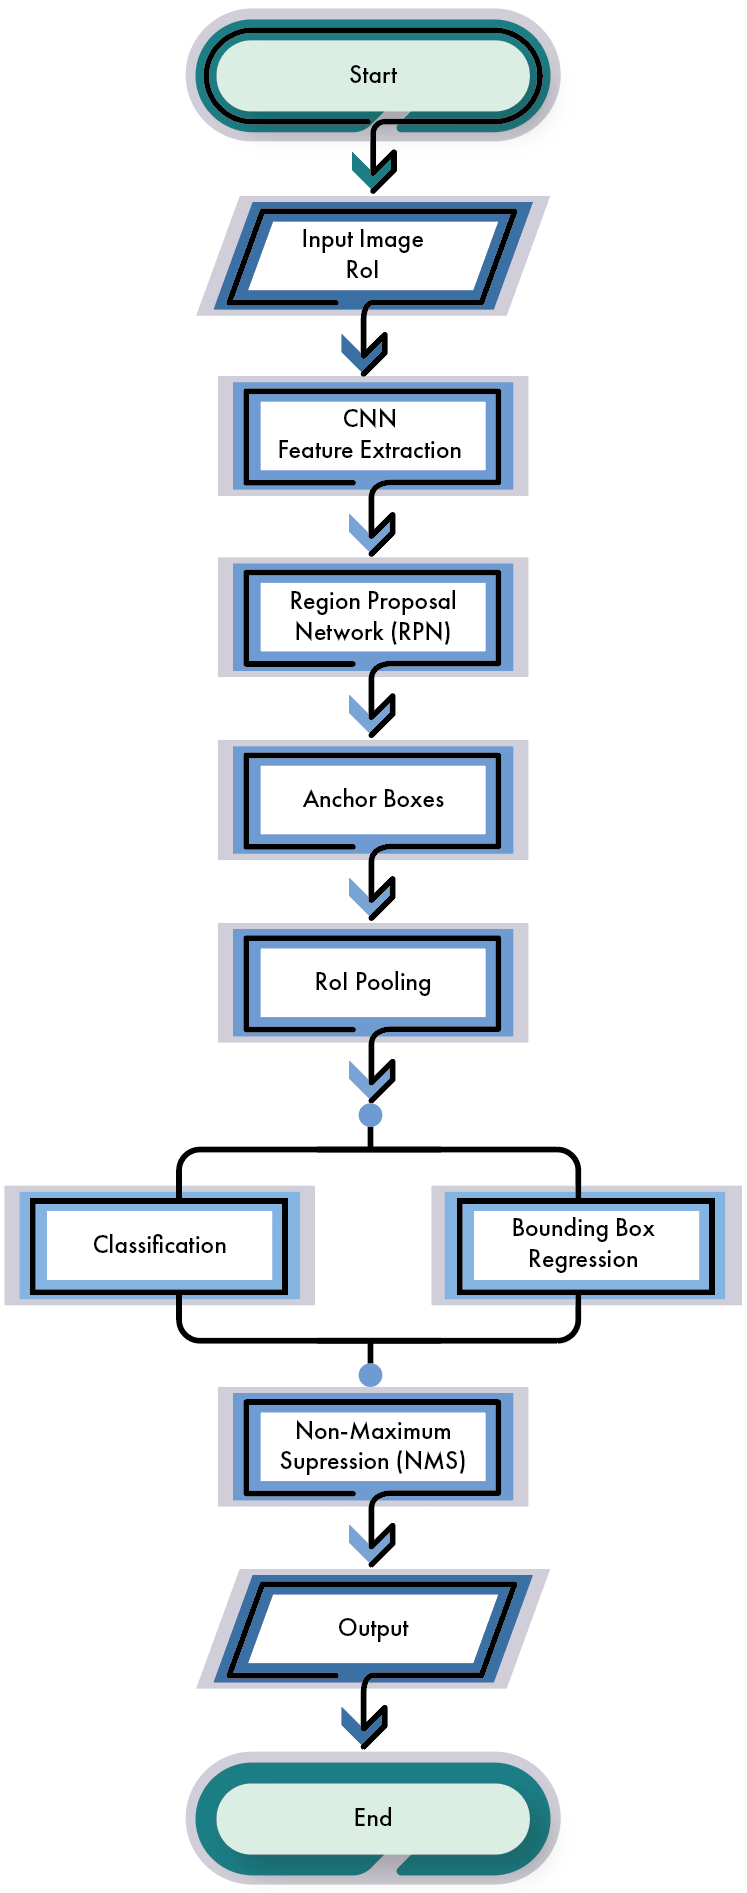 Start
Input Image
RoI
CNN
Feature Extraction
Region Proposal
Network (RPN)
Anchor Boxes
RoI Pooling
Classification
Bounding Box
Regression
Non-Maximum
Supression (NMS)
Output
End